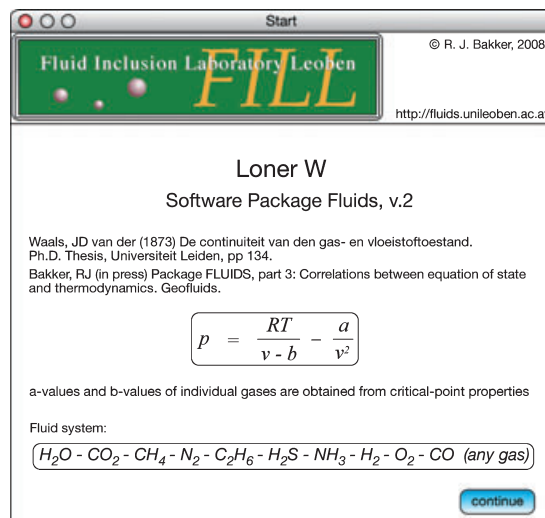 Start
Fluid Inclusion Laboratory Leoben
FILL
© R. J. Bakker, 2008
http://fluids.unileoben.ac.a
Loner W
Software Package Fluids, v.2
Waals, JD van der (1873) De continuiteit van den gas- en vloeistoftoestand.
Ph.D. Thesis, Universiteit Leiden, pp 134.
Bakker, RJ (in press) Package FLUIDS, part 3: Correlations between equation of state
and thermodynamics. Geofluids.
p = RT / (v - b) - a / v²
a-values and b-values of individual gases are obtained from critical-point properties
Fluid system:
H₂O - CO₂ - CH₄ - N₂ - C₂H₆ - H₂S - NH₃ - H₂ - O₂ - CO (any gas)
continue